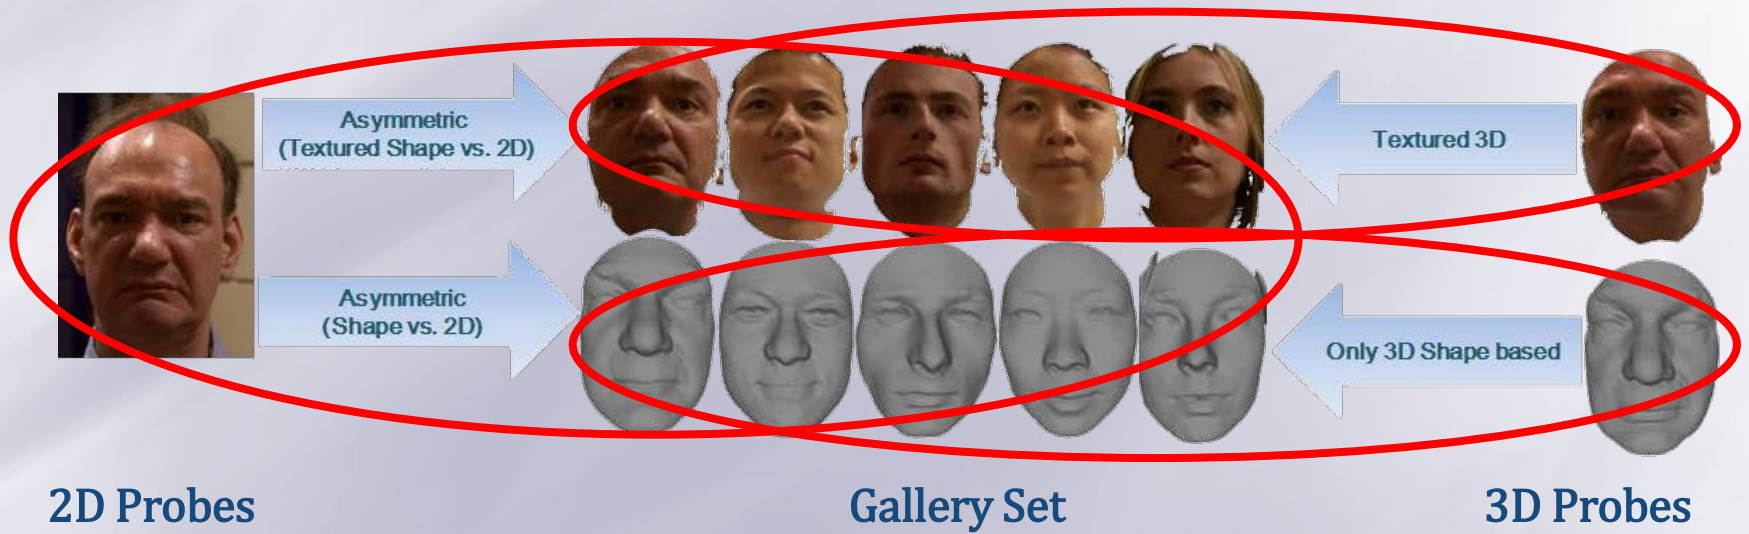 Asymmetric
(Textured Shape vs. 2D)
Textured 3D
Asymmetric
(Shape vs. 2D)
Only 3D Shape based
2D Probes
Gallery Set
3D Probes